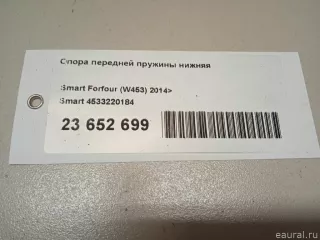 Опора передней пружины нижняя
Smart Forfour (W453) 2014>
Smart 4533220184
23 652 699
eaural.ru